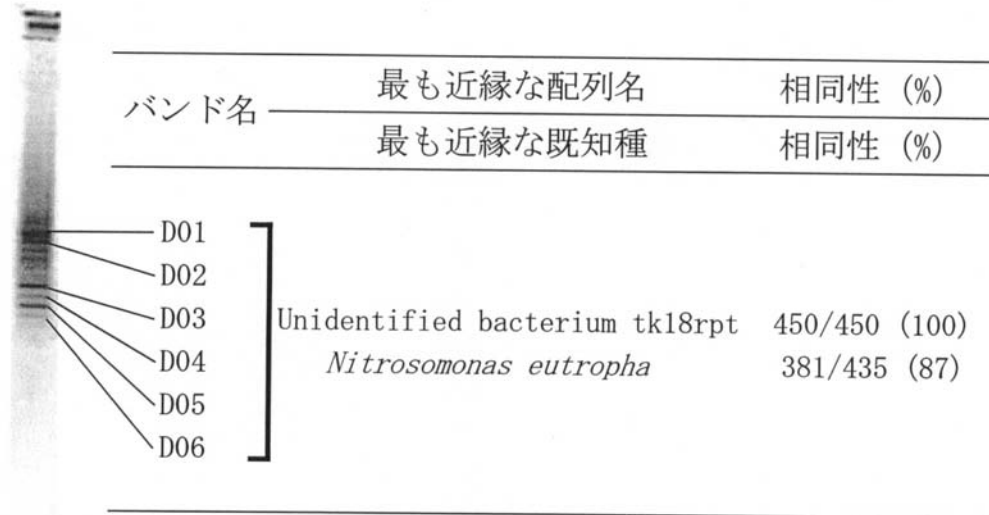 バンド名
最も近縁な配列名 相同性 (%)
最も近縁な既知種 相同性 (%)
D01
D02
D03
D04
D05
D06
Unidentified bacterium tk18rpt 450/450 (100)
Nitrosomonas eutropha 381/435 (87)